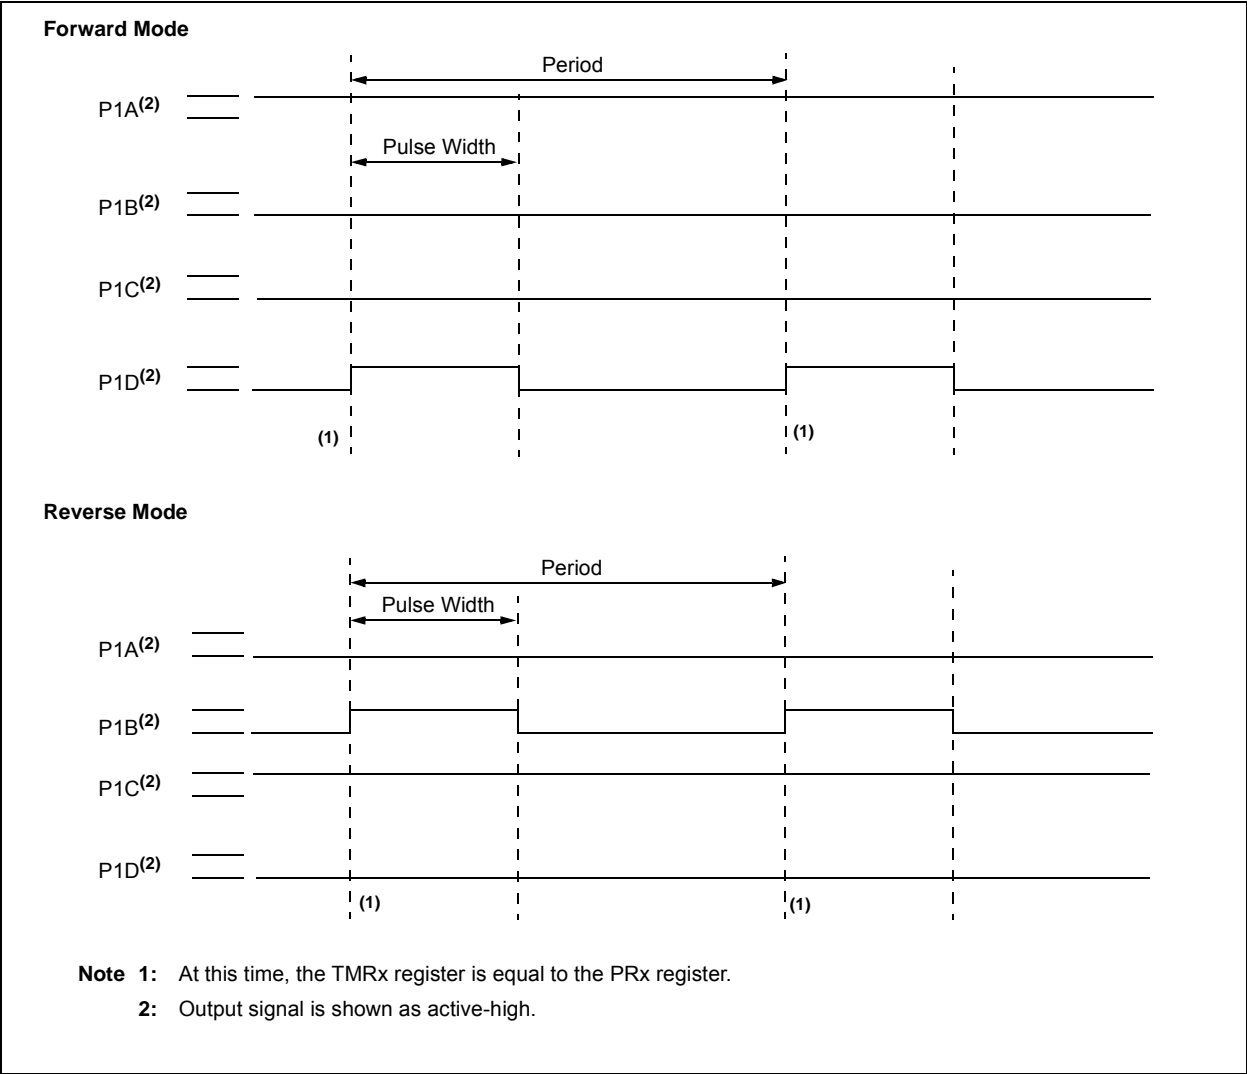 Forward Mode
Period
P1A(2)
Pulse Width
P1B(2)
P1C(2)
P1D(2)
(1)
(1)
Reverse Mode
Period
Pulse Width
P1A(2)
P1B(2)
P1C(2)
P1D(2)
(1)
(1)
Note 1: At this time, the TMRx register is equal to the PRx register.
2: Output signal is shown as active-high.